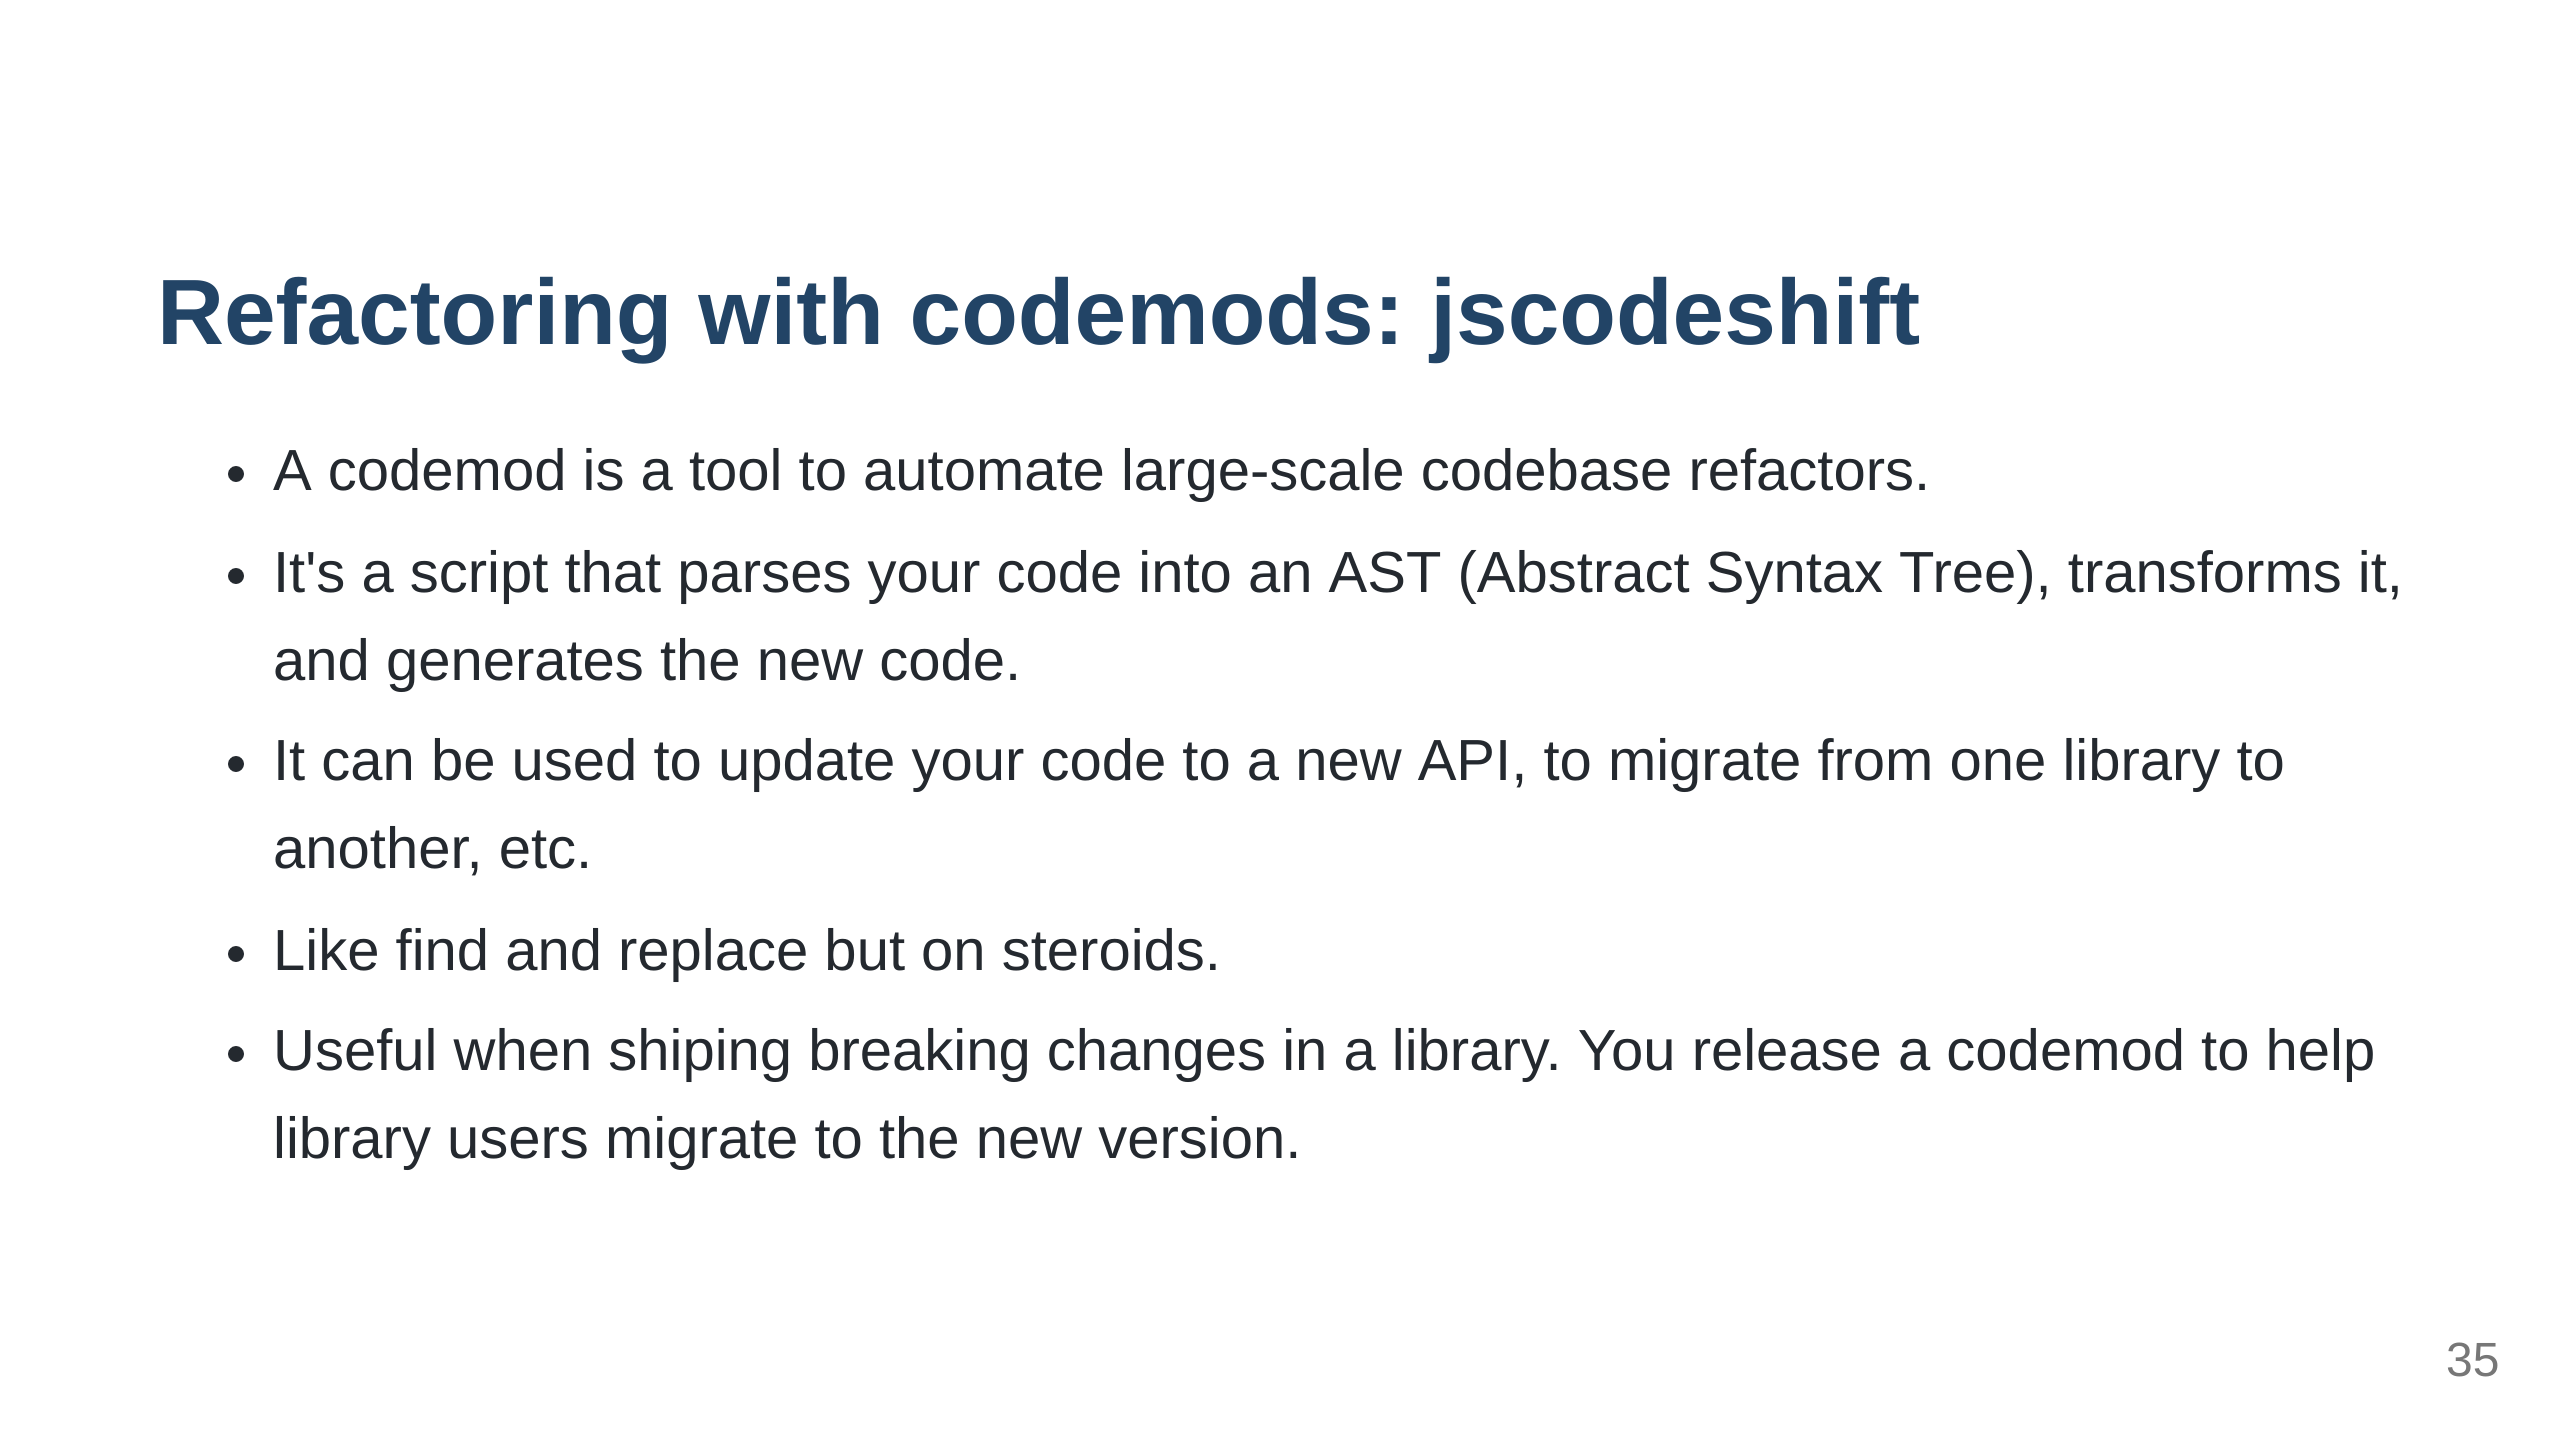 Refactoring with codemods: jscodeshift
• A codemod is a tool to automate large-scale codebase refactors.
• It's a script that parses your code into an AST (Abstract Syntax Tree), transforms it,
and generates the new code.
• It can be used to update your code to a new API, to migrate from one library to
another, etc.
• Like find and replace but on steroids.
• Useful when shiping breaking changes in a library. You release a codemod to help
library users migrate to the new version.
35